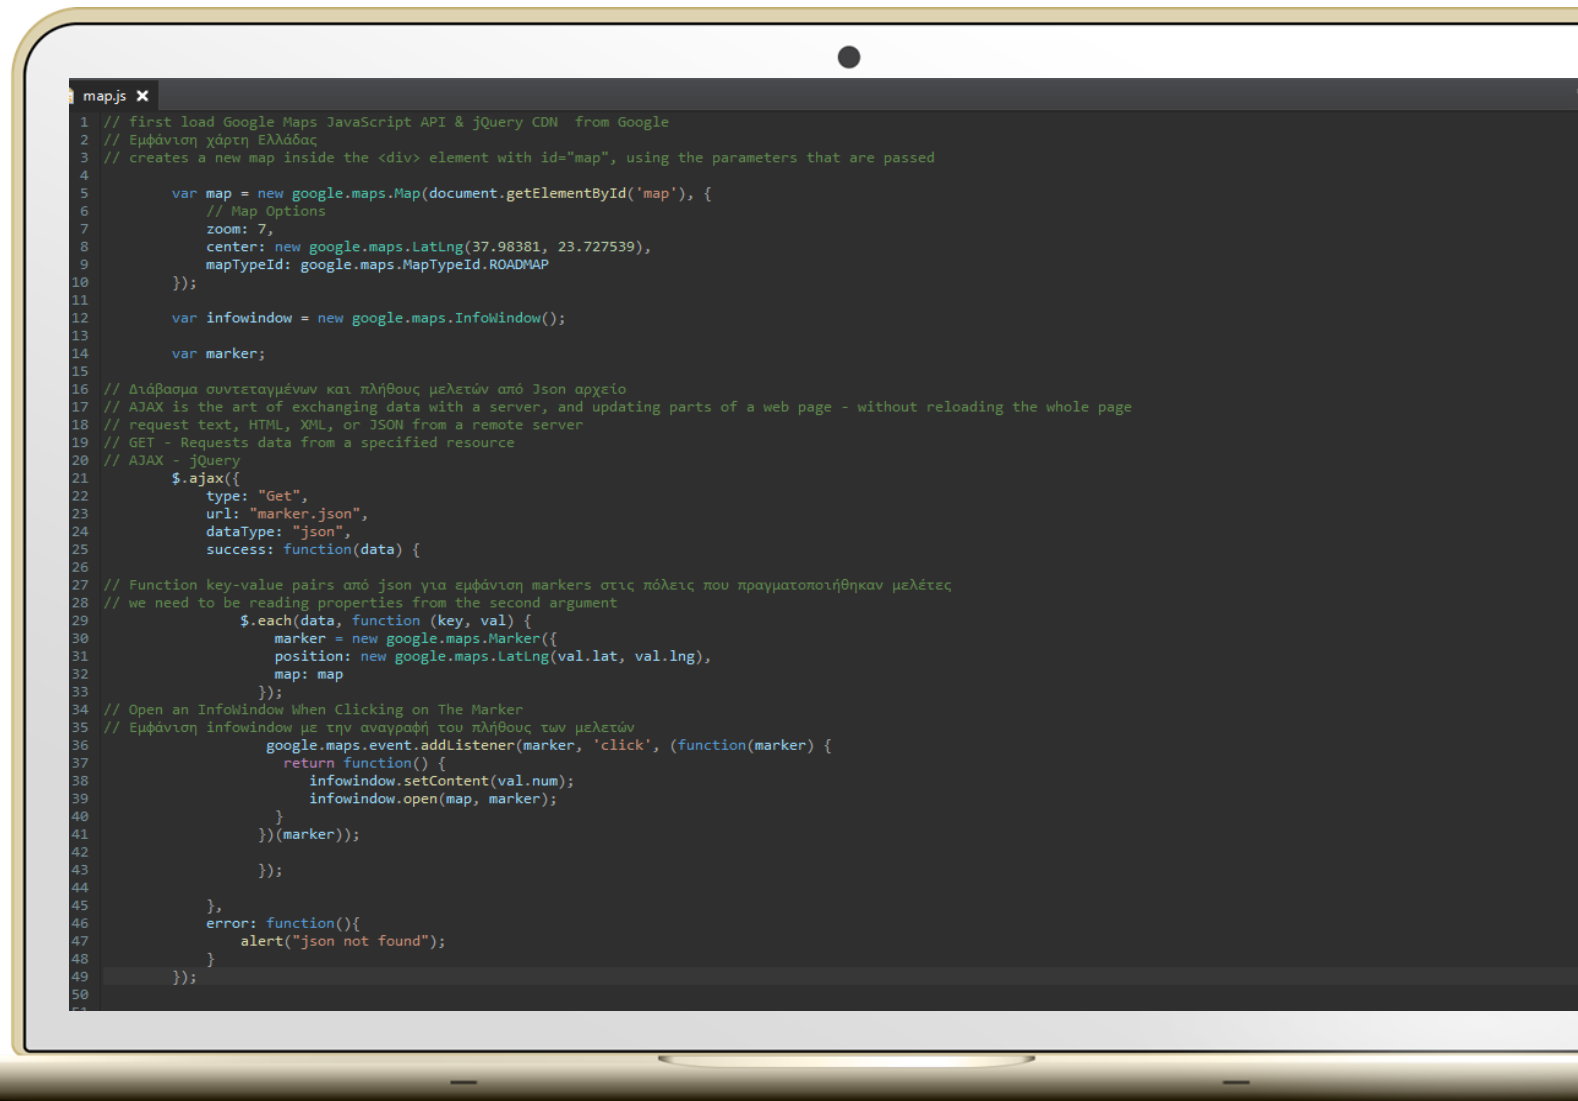 map.js
1 // first load Google Maps JavaScript API & jQuery CDN  from Google
2 // Εμφάνιση χάρτη Ελλάδας
3 // creates a new map inside the <div> element with id="map", using the parameters that are passed
4
5 var map = new google.maps.Map(document.getElementById('map'), {
6 // Map Options
7 zoom: 7,
8 center: new google.maps.LatLng(37.98381, 23.727539),
9 mapTypeId: google.maps.MapTypeId.ROADMAP
10 });
11
12 var infowindow = new google.maps.InfoWindow();
13
14 var marker;
15
16 // Διάβασμα συντεταγμένων και πλήθους μελετών από Json αρχείο
17 // AJAX is the art of exchanging data with a server, and updating parts of a web page - without reloading the whole page
18 // request text, HTML, XML, or JSON from a remote server
19 // GET - Requests data from a specified resource
20 // AJAX - jQuery
21 $.ajax({
22 type: "Get",
23 url: "marker.json",
24 dataType: "json",
25 success: function(data) {
26
27 // Function key-value pairs από json για εμφάνιση markers στις πόλεις που πραγματοποιήθηκαν μελέτες
28 // we need to be reading properties from the second argument
29 $.each(data, function (key, val) {
30 marker = new google.maps.Marker({
31 position: new google.maps.LatLng(val.lat, val.lng),
32 map: map
33 });
34 // Open an InfoWindow When Clicking on The Marker
35 // Εμφάνιση infowindow με την αναγραφή του πλήθους των μελετών
36 google.maps.event.addListener(marker, 'click', (function(marker) {
37 return function() {
38 infowindow.setContent(val.num);
39 infowindow.open(map, marker);
40 }
41 })(marker));
42
43 });
44
45 },
46 error: function(){
47 alert("json not found");
48 }
49 });
50